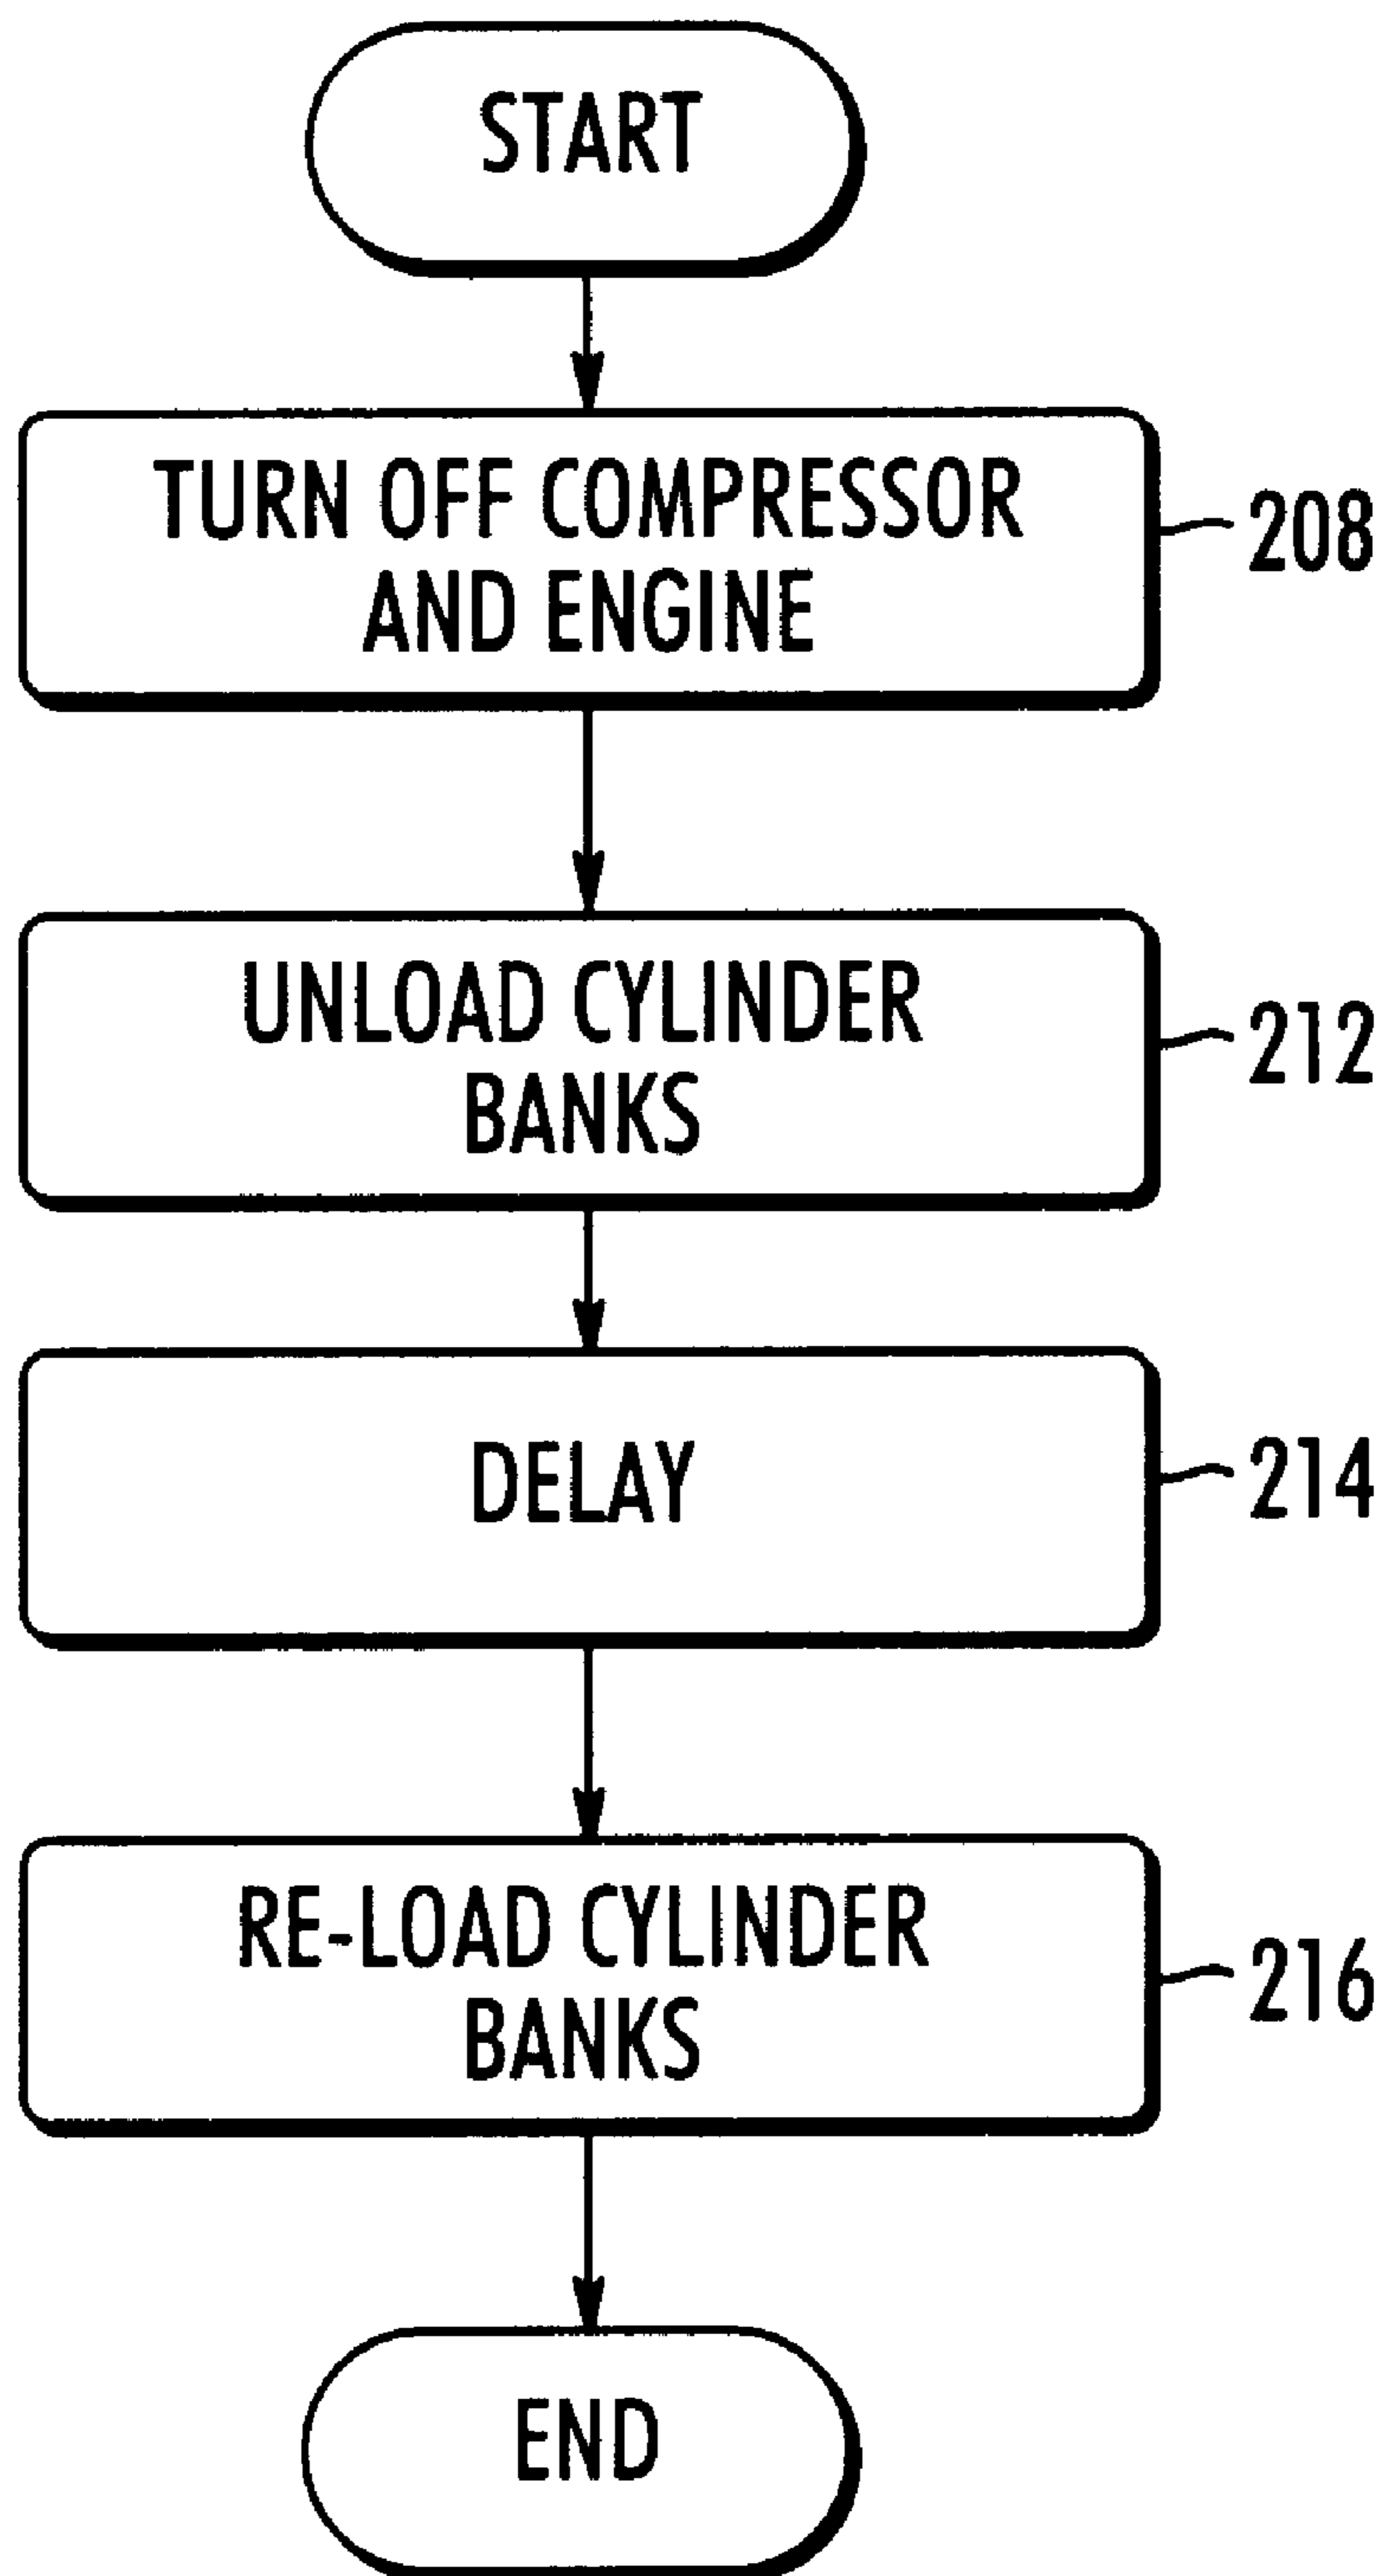 START
TURN OFF COMPRESSOR
AND ENGINE
208
UNLOAD CYLINDER
BANKS
212
DELAY
214
RE-LOAD CYLINDER
BANKS
216
END